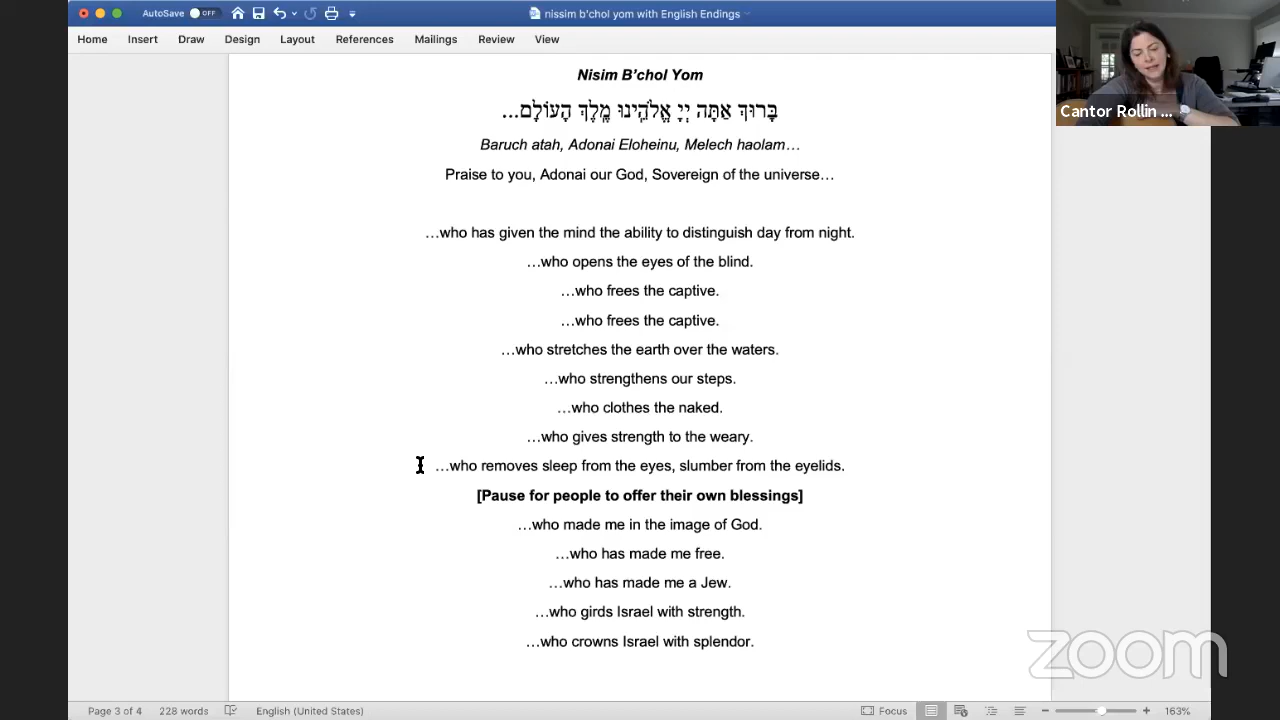 AutoSave OFF nissim b'chol yom with English Endings
Home Insert Draw Design Layout References Mailings Review View
Cantor Rollin ...
Nisim B'chol Yom
בָּרוּךְ אַתָּה יְיָ אֱלֹהֵֽינוּ מֶֽלֶךְ הָעוֹלָם...
Baruch atah, Adonai Eloheinu, Melech haolam…
Praise to you, Adonai our God, Sovereign of the universe…
…who has given the mind the ability to distinguish day from night.
…who opens the eyes of the blind.
…who frees the captive.
…who frees the captive.
…who stretches the earth over the waters.
…who strengthens our steps.
…who clothes the naked.
…who gives strength to the weary.
…who removes sleep from the eyes, slumber from the eyelids.
[Pause for people to offer their own blessings]
…who made me in the image of God.
…who has made me free.
…who has made me a Jew.
…who girds Israel with strength.
…who crowns Israel with splendor.
zoom
Page 3 of 4 228 words English (United States) Focus 163%